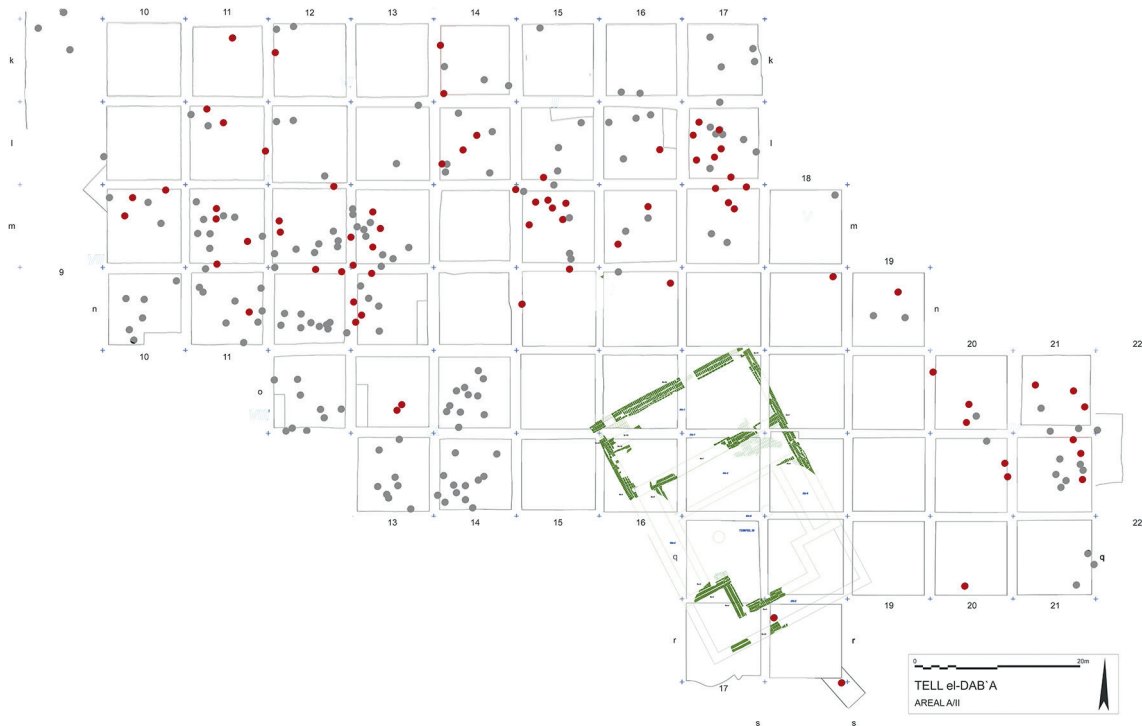 10 11 12 13 14 15 16 17
k k
l l
18
m m
19
9
n n
10 11 20 21 22
o
13 14 15 16 22
q q
19 20 21
r r
17
s s
0 20m
TELL el-DAB`A
AREAL A/II